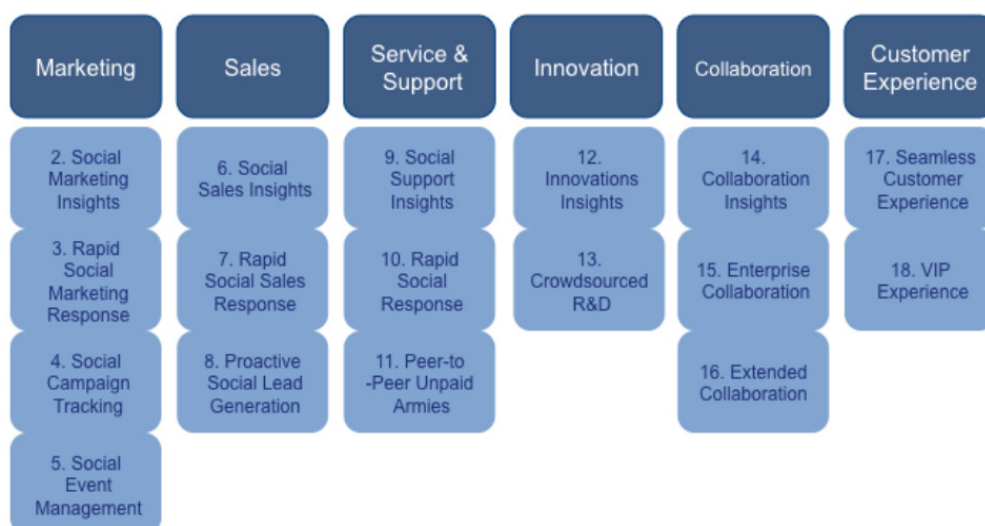 Marketing
Sales
Service &
Support
Innovation
Collaboration
Customer
Experience
2. Social
Marketing
Insights
3. Rapid
Social
Marketing
Response
4. Social
Campaign
Tracking
5. Social
Event
Management
6. Social
Sales Insights
7. Rapid
Social Sales
Response
8. Proactive
Social Lead
Generation
9. Social
Support
Insights
10. Rapid
Social
Response
11. Peer-to
-Peer Unpaid
Armies
12.
Innovations
Insights
13.
Crowdsourced
R&D
14.
Collaboration
Insights
15. Enterprise
Collaboration
16. Extended
Collaboration
17. Seamless
Customer
Experience
18. VIP
Experience